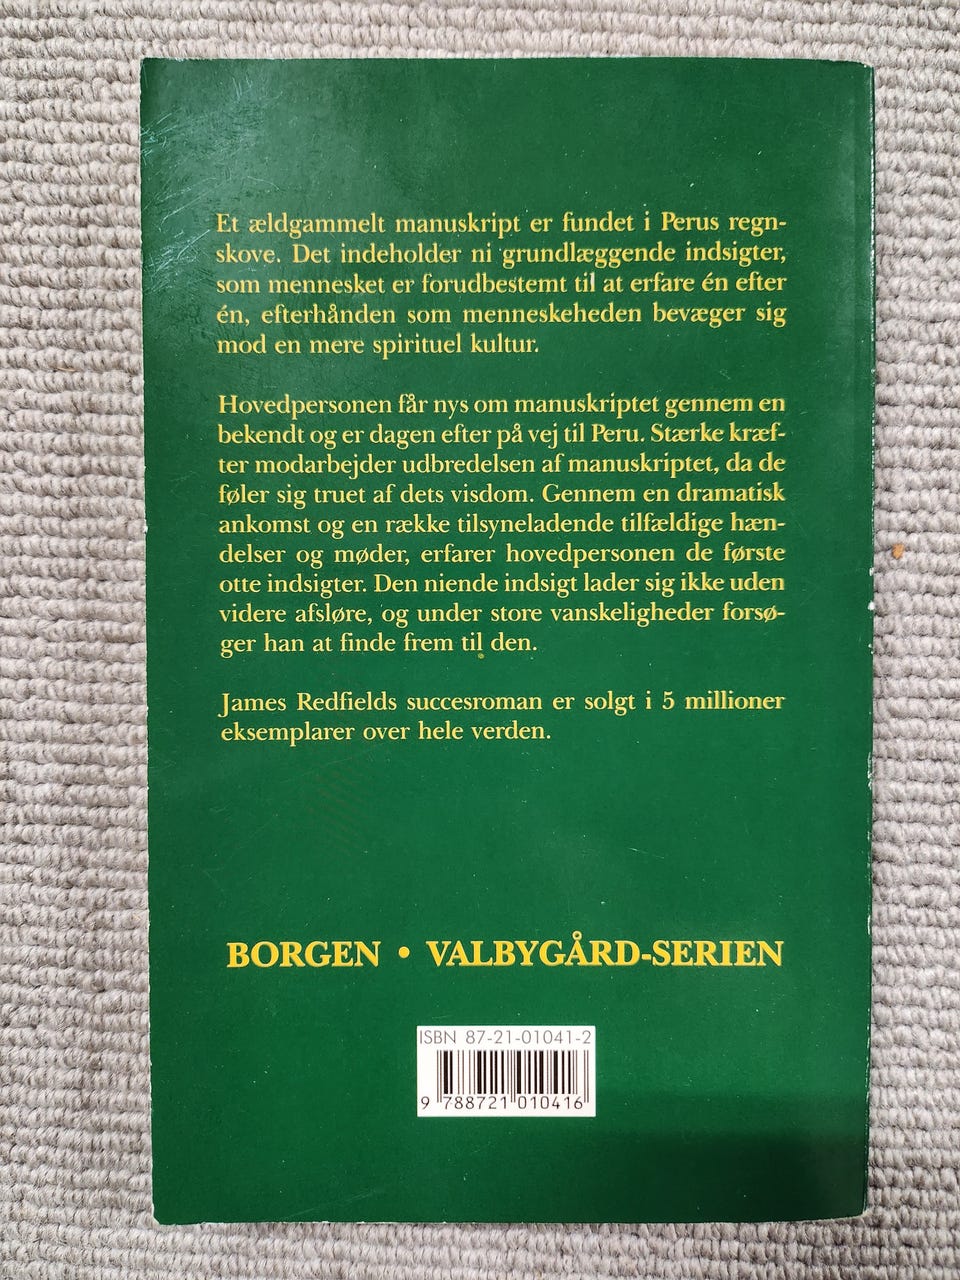 Et ældgammelt manuskript er fundet i Perus regn-
skove. Det indeholder ni grundlæggende indsigter,
som mennesket er forudbestemt til at erfare én efter
én, efterhånden som menneskeheden bevæger sig
mod en mere spirituel kultur.
Hovedpersonen får nys om manuskriptet gennem en
bekendt og er dagen efter på vej til Peru. Stærke kræf-
ter modarbejder udbredelsen af manuskriptet, da de
føler sig truet af dets visdom. Gennem en dramatisk
ankomst og en række tilsyneladende tilfældige hæn-
delser og møder, erfarer hovedpersonen de første
otte indsigter. Den niende indsigt lader sig ikke uden
videre afsløre, og under store vanskeligheder forsø-
ger han at finde frem til den.
James Redfields succesroman er solgt i 5 millioner
eksemplarer over hele verden.
BORGEN • VALBYGÅRD-SERIEN
ISBN 87-21-01041-2
9 788721 010416